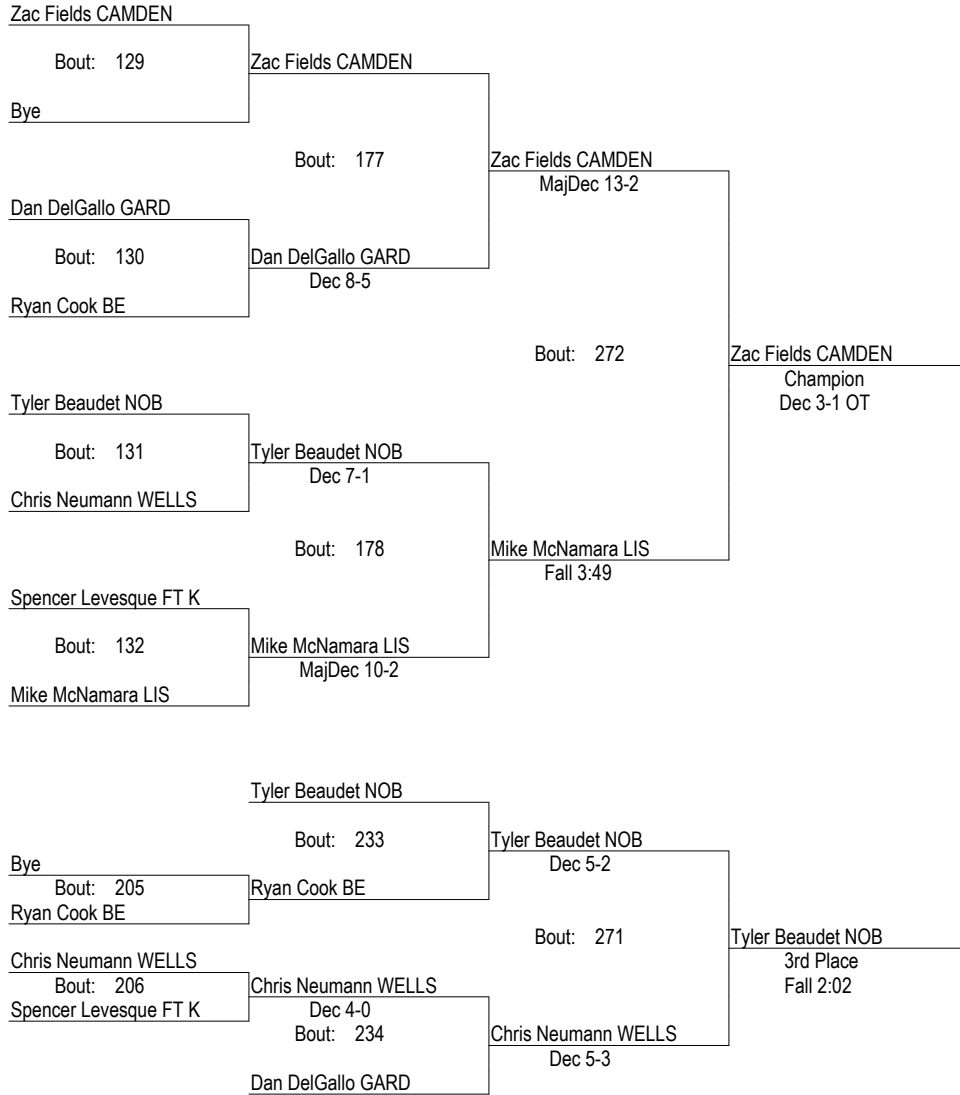 Zac Fields CAMDEN
Bout: 129
Zac Fields CAMDEN
Bye
Bout: 177
Zac Fields CAMDEN
MajDec 13-2
Dan DelGallo GARD
Bout: 130
Dan DelGallo GARD
Dec 8-5
Ryan Cook BE
Bout: 272
Zac Fields CAMDEN
Champion
Dec 3-1 OT
Tyler Beaudet NOB
Bout: 131
Tyler Beaudet NOB
Dec 7-1
Chris Neumann WELLS
Bout: 178
Mike McNamara LIS
Fall 3:49
Spencer Levesque FT K
Bout: 132
Mike McNamara LIS
MajDec 10-2
Mike McNamara LIS
Tyler Beaudet NOB
Bout: 233
Tyler Beaudet NOB
Dec 5-2
Bye
Bout: 205
Ryan Cook BE
Ryan Cook BE
Bout: 271
Tyler Beaudet NOB
3rd Place
Fall 2:02
Chris Neumann WELLS
Bout: 206
Chris Neumann WELLS
Spencer Levesque FT K
Dec 4-0
Bout: 234
Chris Neumann WELLS
Dec 5-3
Dan DelGallo GARD